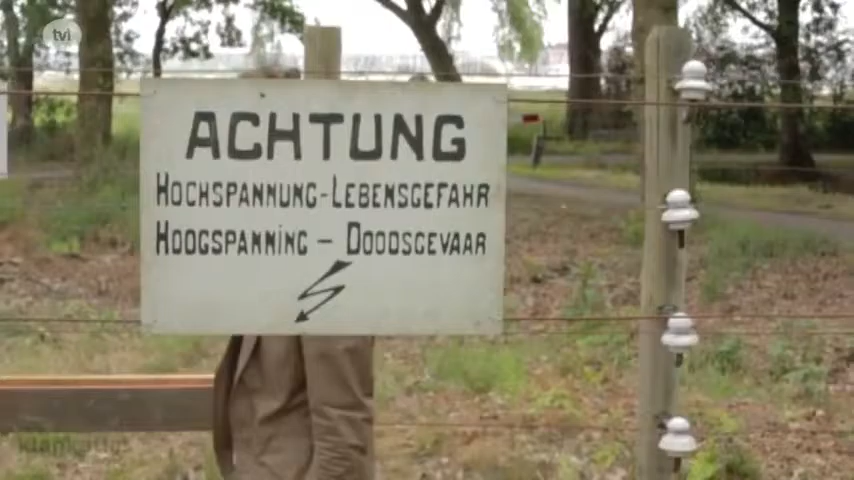 tvl
ACHTUNG
HOCHSPANNUNG-LEBENSGEFAHR
HOOGSPANNING - DOODSGEVAAR